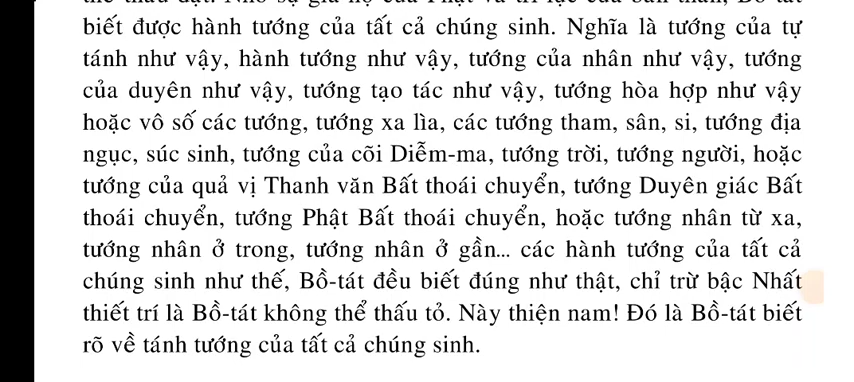 biết được hành tướng của tất cả chúng sinh. Nghĩa là tướng của tự
tánh như vậy, hành tướng như vậy, tướng của nhân như vậy, tướng
của duyên như vậy, tướng tạo tác như vậy, tướng hòa hợp như vậy
hoặc vô số các tướng, tướng xa lìa, các tướng tham, sân, si, tướng địa
ngục, súc sinh, tướng của cõi Diễm-ma, tướng trời, tướng người, hoặc
tướng của quả vị Thanh văn Bất thoái chuyển, tướng Duyên giác Bất
thoái chuyển, tướng Phật Bất thoái chuyển, hoặc tướng nhân từ xa,
tướng nhân ở trong, tướng nhân ở gần... các hành tướng của tất cả
chúng sinh như thế, Bồ-tát đều biết đúng như thật, chỉ trừ bậc Nhất
thiết trí là Bồ-tát không thể thấu tỏ. Này thiện nam! Đó là Bồ-tát biết
rõ về tánh tướng của tất cả chúng sinh.